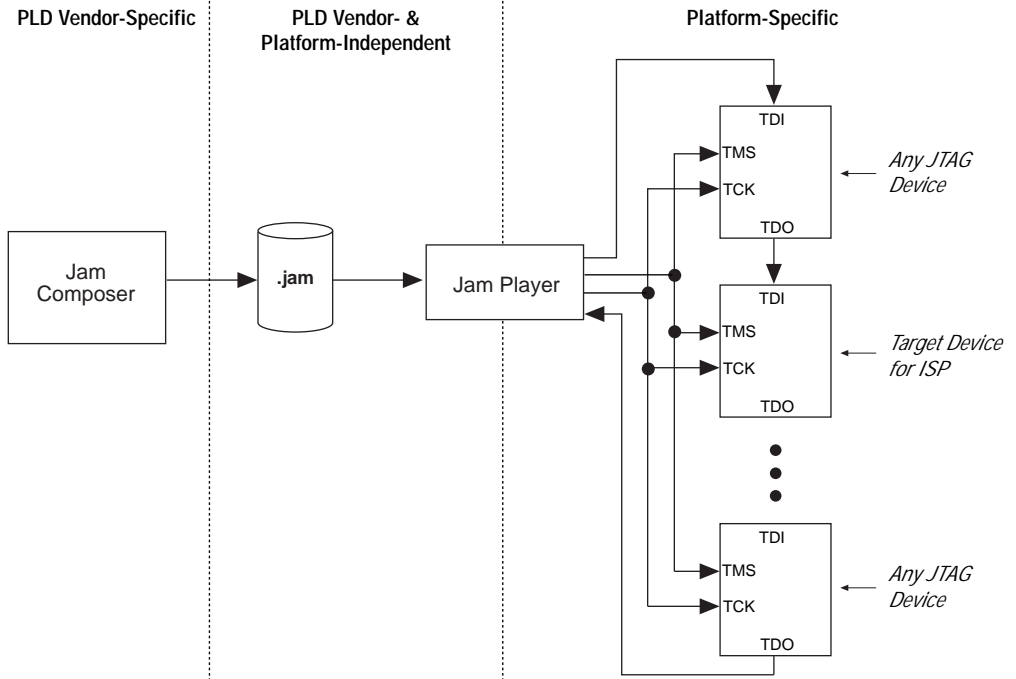 PLD Vendor-Specific
PLD Vendor- &
Platform-Independent
Platform-Specific
Jam
Composer
.jam
Jam Player
TDI
TMS
TCK
TDO
Any JTAG
Device
TDI
TMS
TCK
TDO
Target Device
for ISP
TDI
TMS
TCK
TDO
Any JTAG
Device